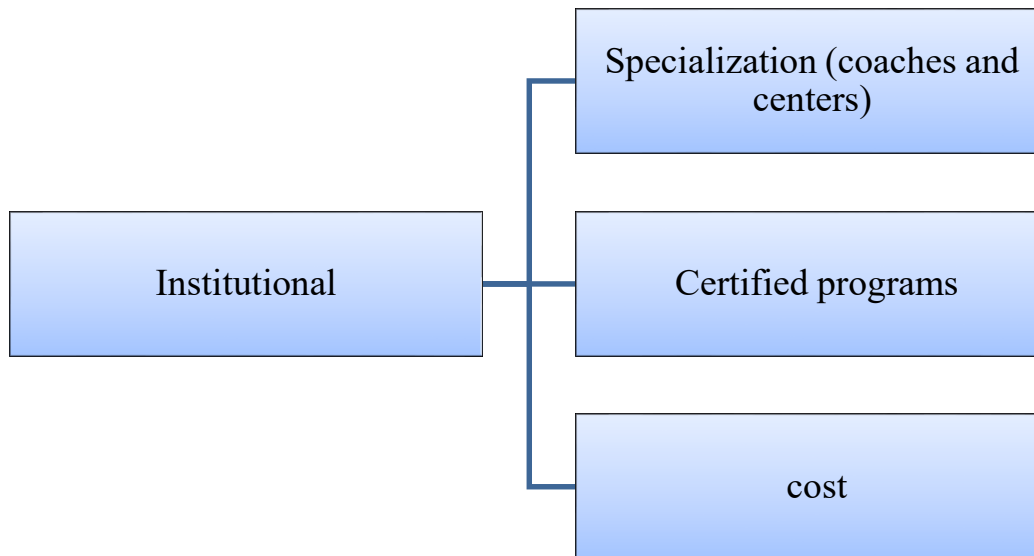 Specialization (coaches and
centers)
Institutional
Certified programs
cost